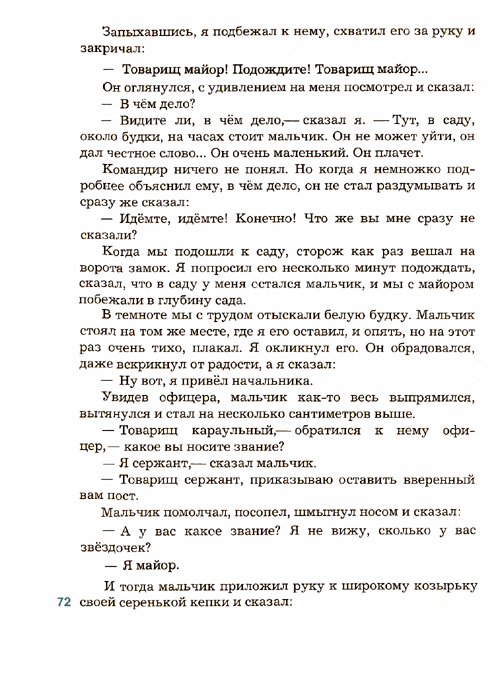 Запыхавшись, я подбежал к нему, схватил его за руку и
закричал:
— Товарищ майор! Подождите! Товарищ майор...
Он оглянулся, с удивлением на меня посмотрел и сказал:
— В чём дело?
— Видите ли, в чём дело,— сказал я. — Тут, в саду,
около будки, на часах стоит мальчик. Он не может уйти, он
дал честное слово... Он очень маленький. Он плачет.
Командир ничего не понял. Но когда я немножко под-
робнее объяснил ему, в чём дело, он не стал раздумывать и
сразу же сказал:
— Идёмте, идёмте! Конечно! Что же вы мне сразу не
сказали?
Когда мы подошли к саду, сторож как раз вешал на
ворота замок. Я попросил его несколько минут подождать,
сказал, что в саду у меня остался мальчик, и мы с майором
побежали в глубину сада.
В темноте мы с трудом отыскали белую будку. Мальчик
стоял на том же месте, где я его оставил, и опять, но на этот
раз очень тихо, плакал. Я окликнул его. Он обрадовался,
даже вскрикнул от радости, а я сказал:
— Ну вот, я привёл начальника.
Увидев офицера, мальчик как-то весь выпрямился,
вытянулся и стал на несколько сантиметров выше.
— Товарищ караульный,— обратился к нему офи-
цер,— какое вы носите звание?
— Я сержант,— сказал мальчик.
— Товарищ сержант, приказываю оставить вверенный
вам пост.
Мальчик помолчал, посопел, шмыгнул носом и сказал:
— А у вас какое звание? Я не вижу, сколько у вас
звёздочек?
— Я майор.
И тогда мальчик приложил руку к широкому козырьку
72 своей серенькой кепки и сказал: